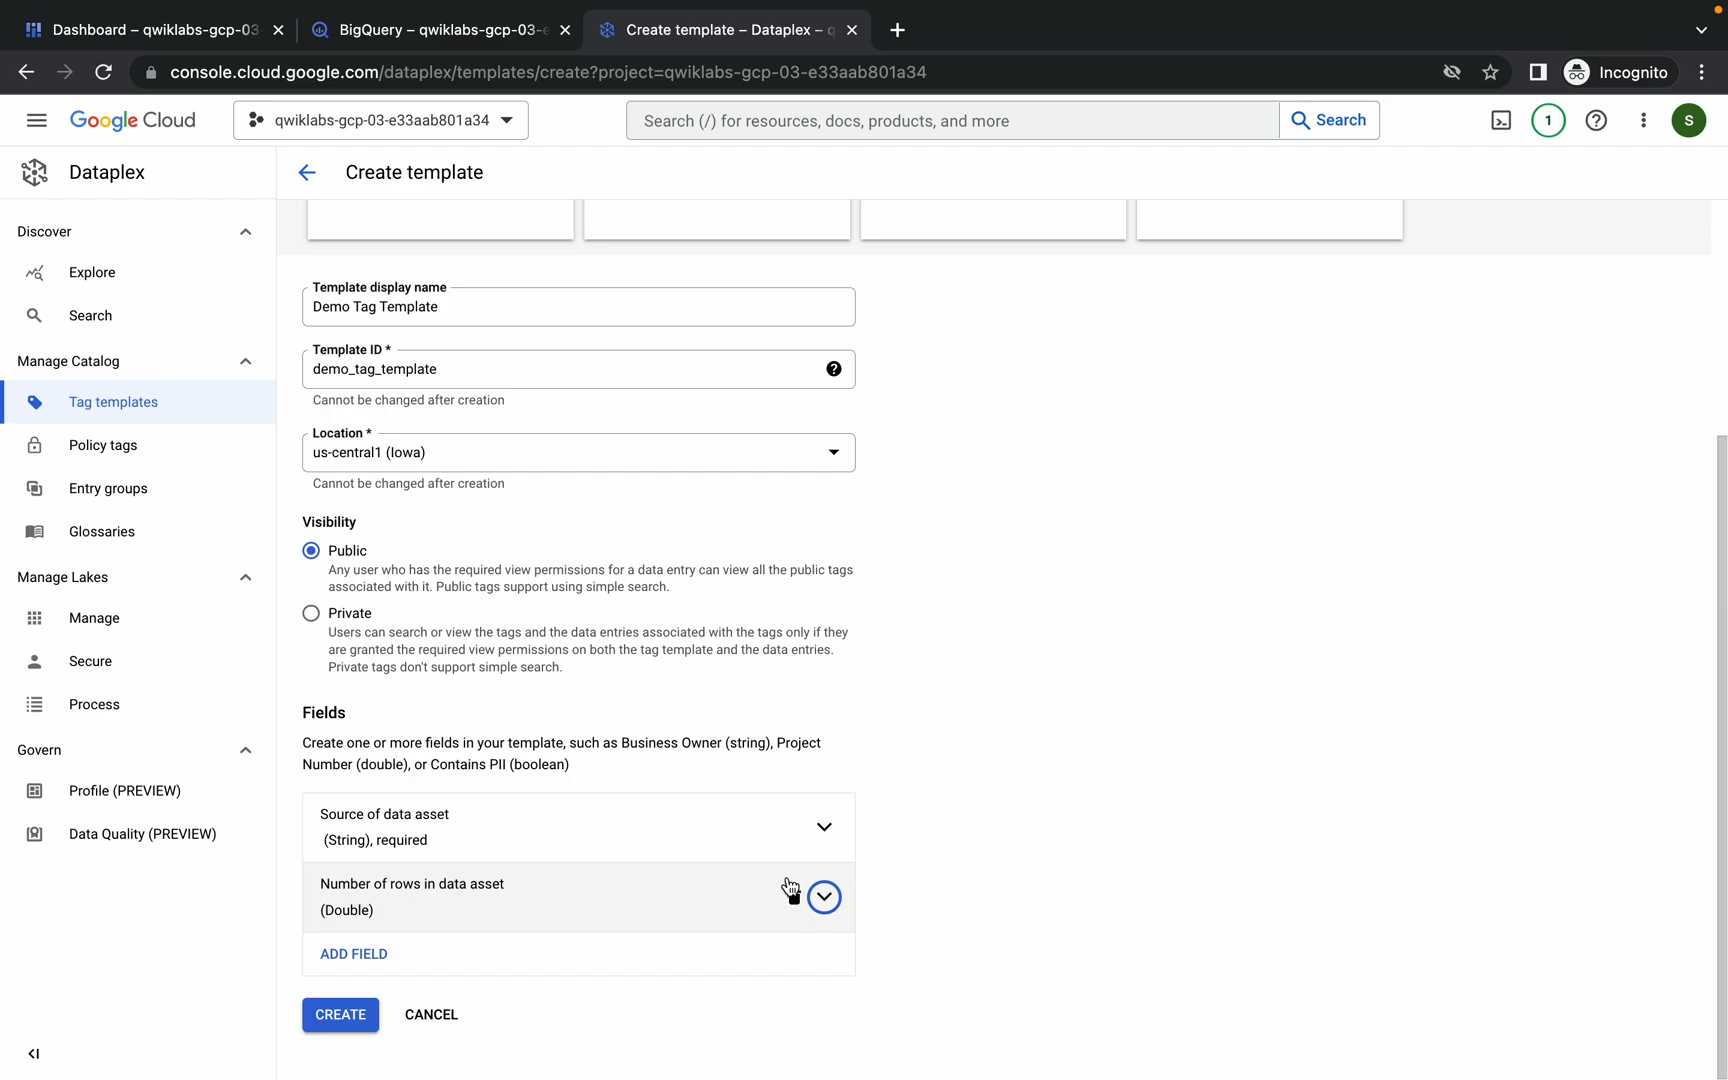 Dashboard – qwiklabs-gcp-03
BigQuery – qwiklabs-gcp-03-e
Create template – Dataplex – q
console.cloud.google.com/dataplex/templates/create?project=qwiklabs-gcp-03-e33aab801a34
Incognito
Google Cloud
qwiklabs-gcp-03-e33aab801a34
Search (/) for resources, docs, products, and more
Search
1
S
Dataplex
Create template
Discover
Explore
Search
Manage Catalog
Tag templates
Policy tags
Entry groups
Glossaries
Manage Lakes
Manage
Secure
Process
Govern
Profile (PREVIEW)
Data Quality (PREVIEW)
Template display name
Demo Tag Template
Template ID *
demo_tag_template
Cannot be changed after creation
Location *
us-central1 (Iowa)
Cannot be changed after creation
Visibility
Public
Any user who has the required view permissions for a data entry can view all the public tags
associated with it. Public tags support using simple search.
Private
Users can search or view the tags and the data entries associated with the tags only if they
are granted the required view permissions on both the tag template and the data entries.
Private tags don't support simple search.
Fields
Create one or more fields in your template, such as Business Owner (string), Project
Number (double), or Contains PII (boolean)
Source of data asset
(String), required
Number of rows in data asset
(Double)
ADD FIELD
CREATE
CANCEL